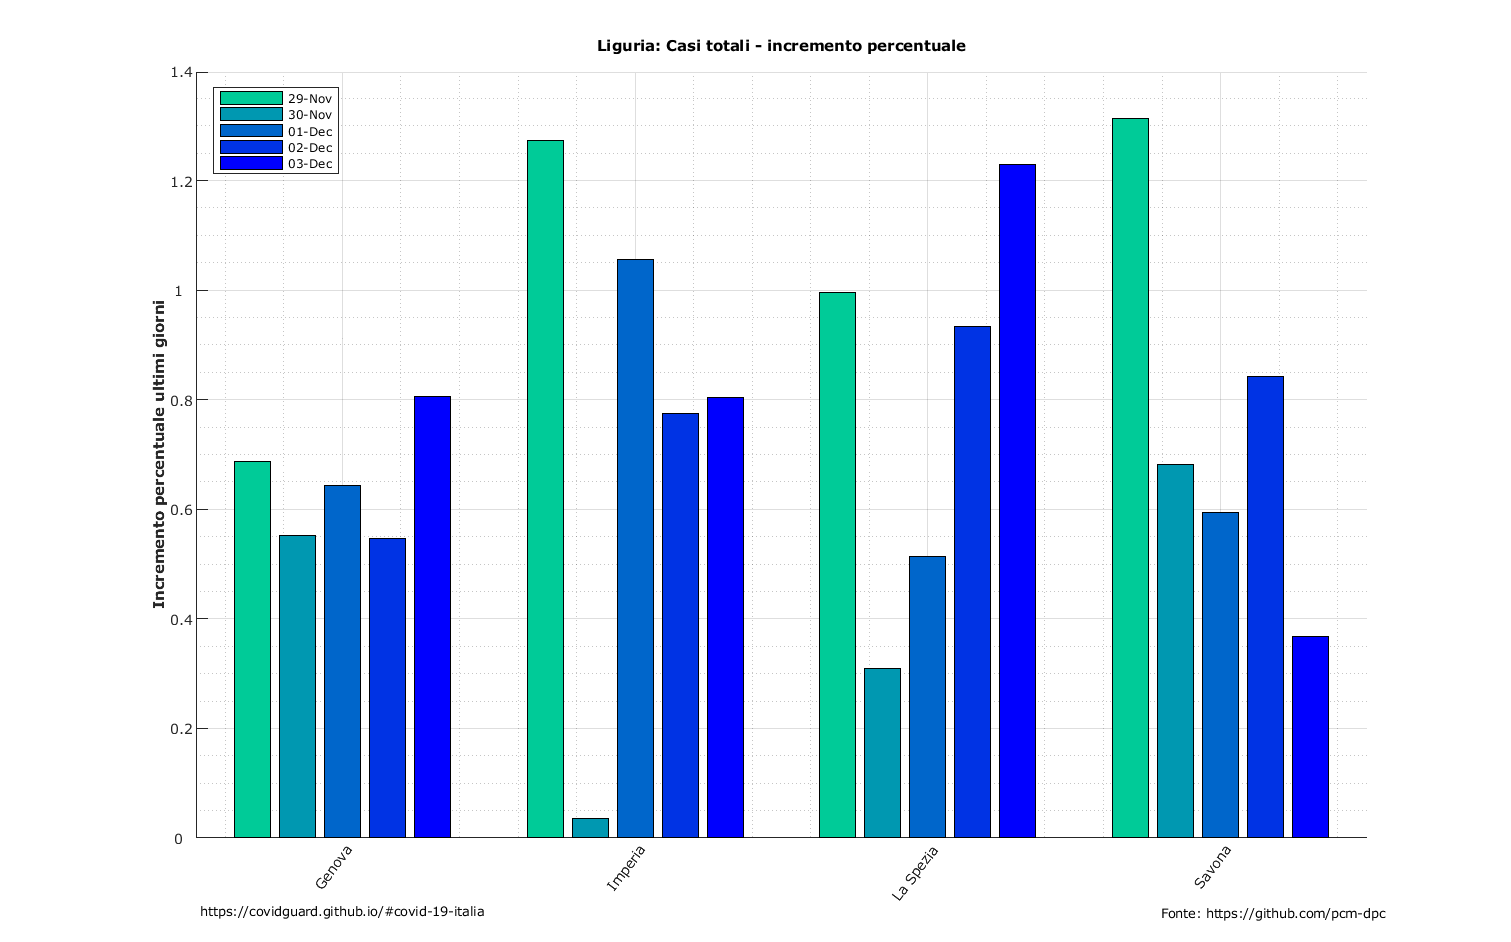 Liguria: Casi totali - incremento percentuale
Incremento percentuale ultimi giorni
1.4
1.2
1
0.8
0.6
0.4
0.2
0
29-Nov
30-Nov
01-Dec
02-Dec
03-Dec
Genova
Imperia
La Spezia
Savona
https://covidguard.github.io/#covid-19-italia
Fonte: https://github.com/pcm-dpc